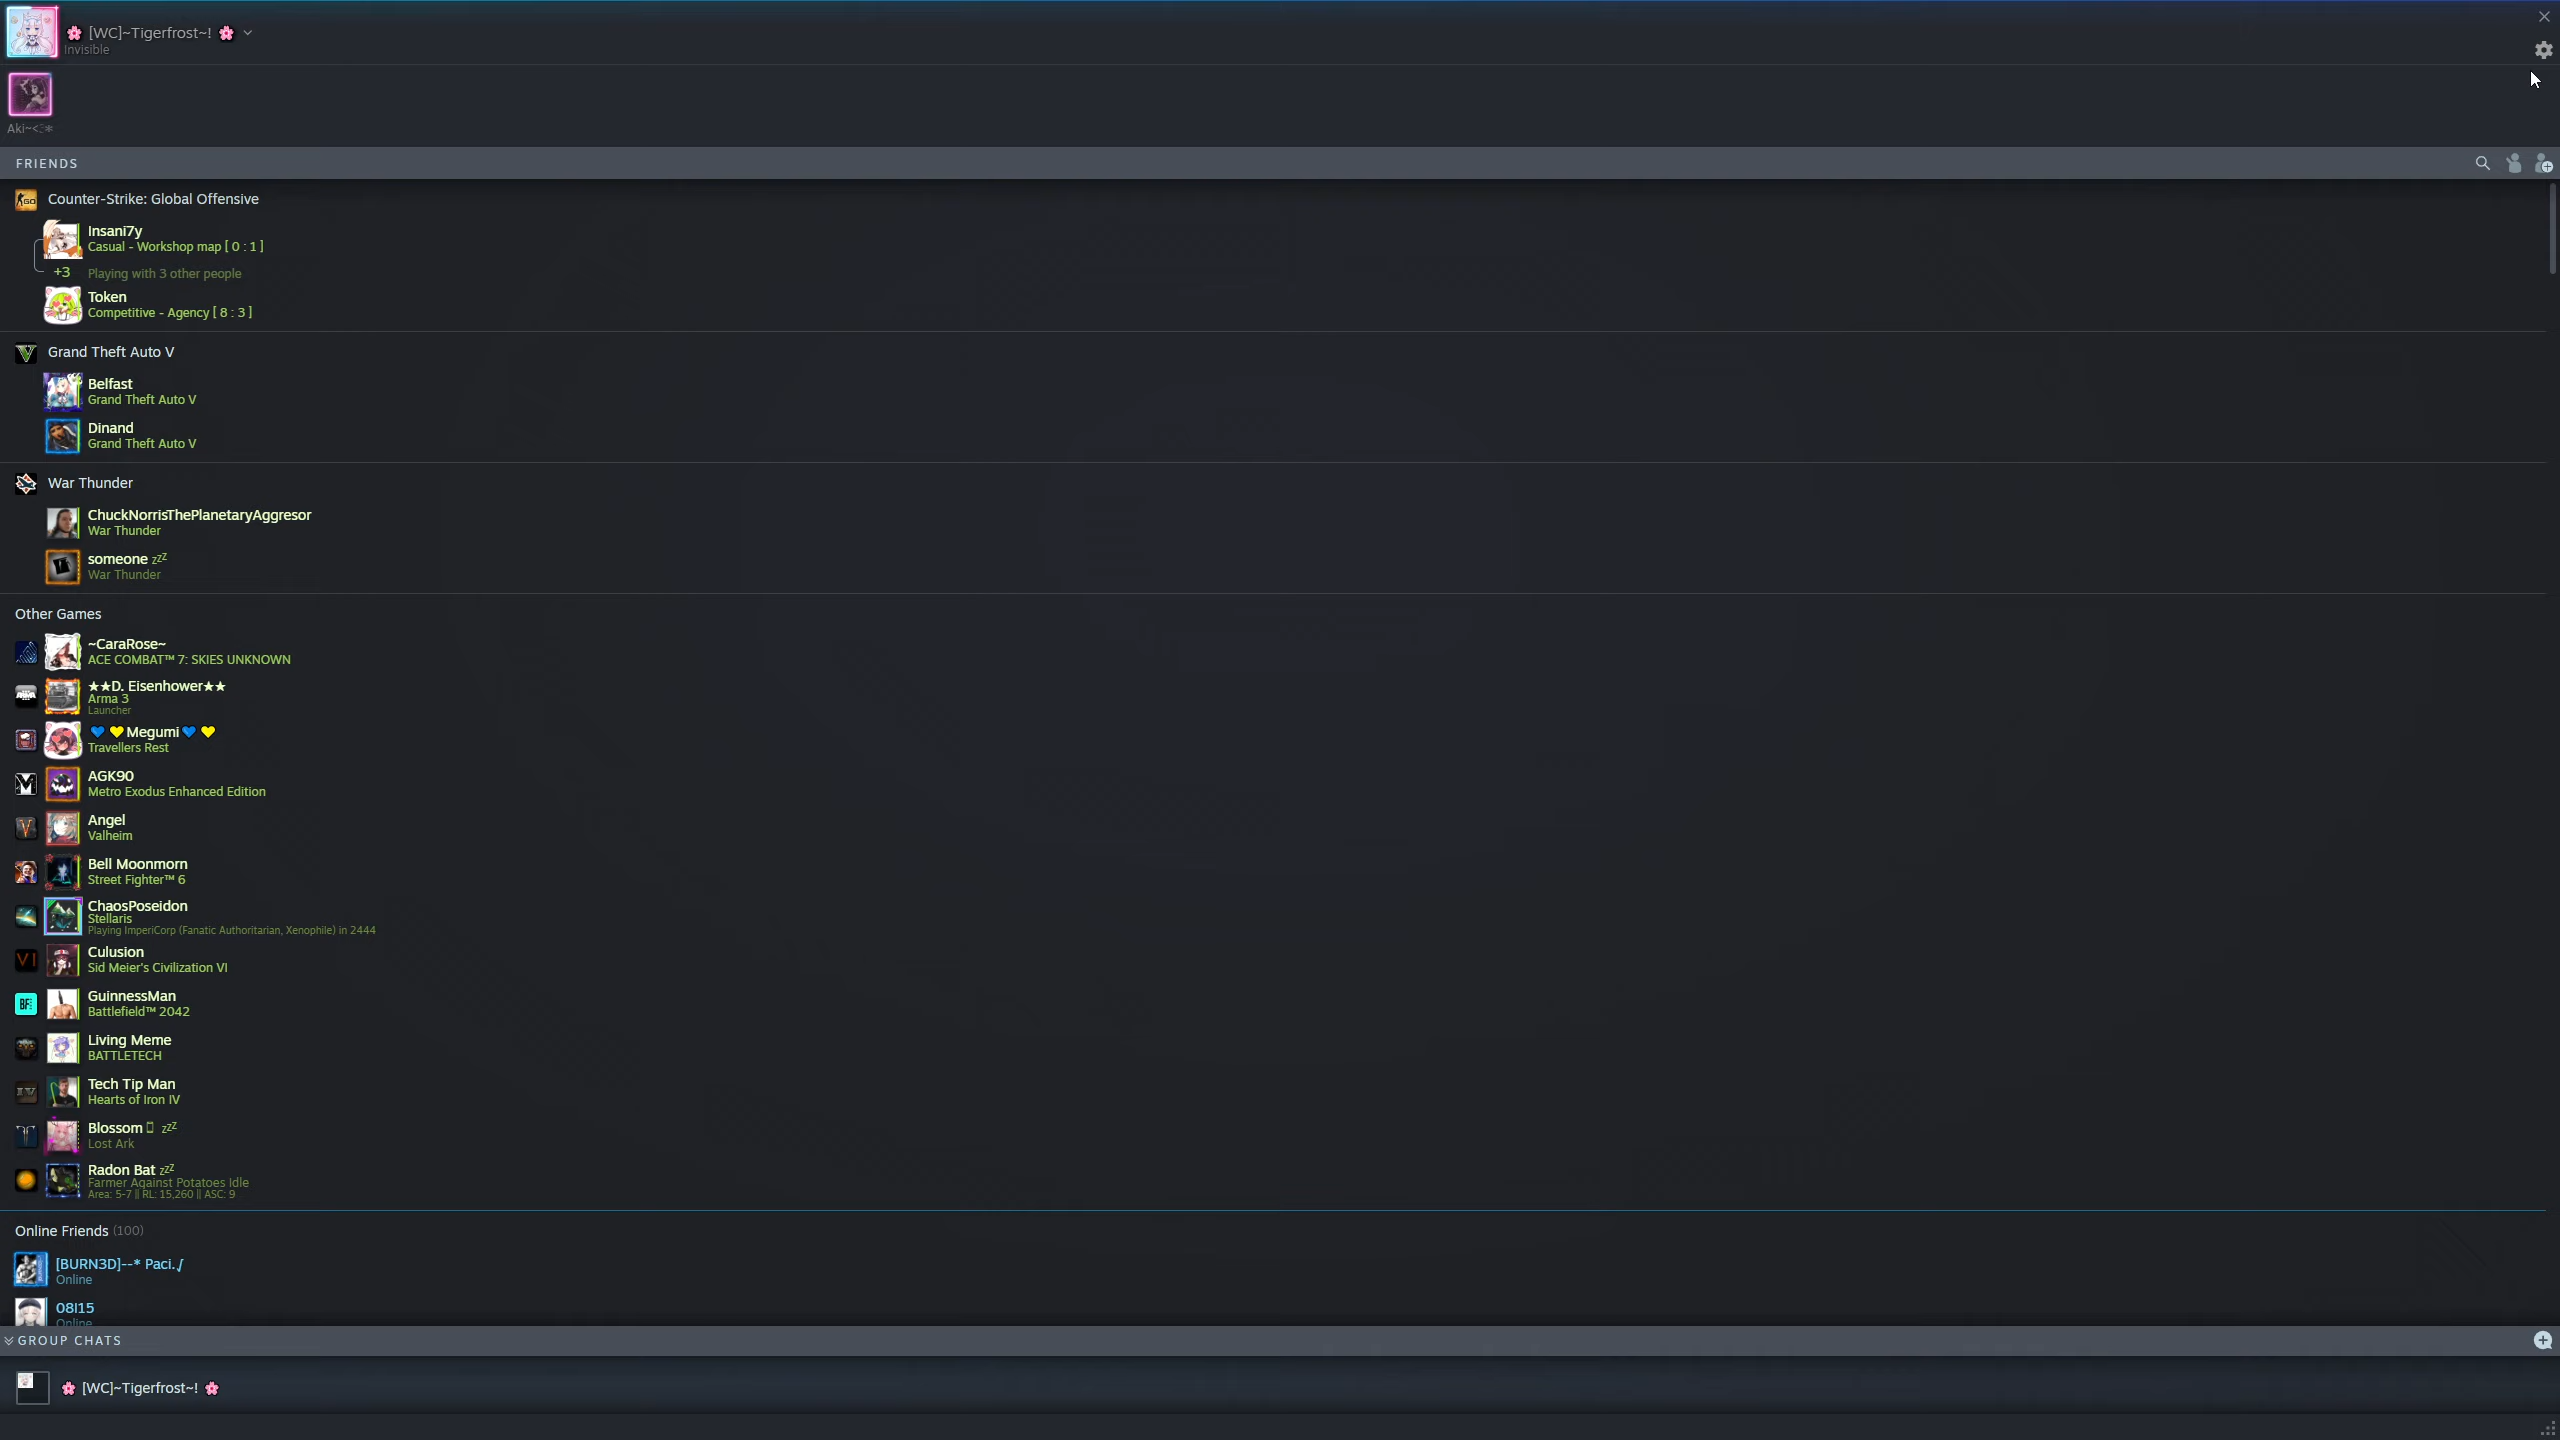 🌸 [WC]~Tigerfrost~! 🌸
Invisible
FRIENDS
Counter-Strike: Global Offensive
Insani7y
Casual - Workshop map [ 0 : 1 ]
+3 Playing with 3 other people
Token
Competitive - Agency [ 8 : 3 ]
Grand Theft Auto V
Belfast
Grand Theft Auto V
Dinand
Grand Theft Auto V
War Thunder
ChuckNorrisThePlanetaryAggresor
War Thunder
someone zzZ
War Thunder
Other Games
~CaraRose~
ACE COMBAT™ 7: SKIES UNKNOWN
★★D. Eisenhower★★
Arma 3
Launcher
💙💛Megumi💙💛
Travellers Rest
AGK90
Metro Exodus Enhanced Edition
Angel
Valheim
Bell Moonmorn
Street Fighter™ 6
ChaosPoseidon
Stellaris
Playing ImperiCorp (Fanatic Authoritarian, Xenophile) in 2444
Culusion
Sid Meier's Civilization VI
BF GuinnessMan
Battlefield™ 2042
Living Meme
BATTLETECH
Tech Tip Man
Hearts of Iron IV
Blossom zzZ
Lost Ark
Radon Bat zzZ
Farmer Against Potatoes Idle
Area: 5-7 || RL: 15,260 || ASC: 9
Online Friends (100)
[BURN3D]--* Paci.∫
Online
08I15
Online
GROUP CHATS
🌸 [WC]~Tigerfrost~! 🌸